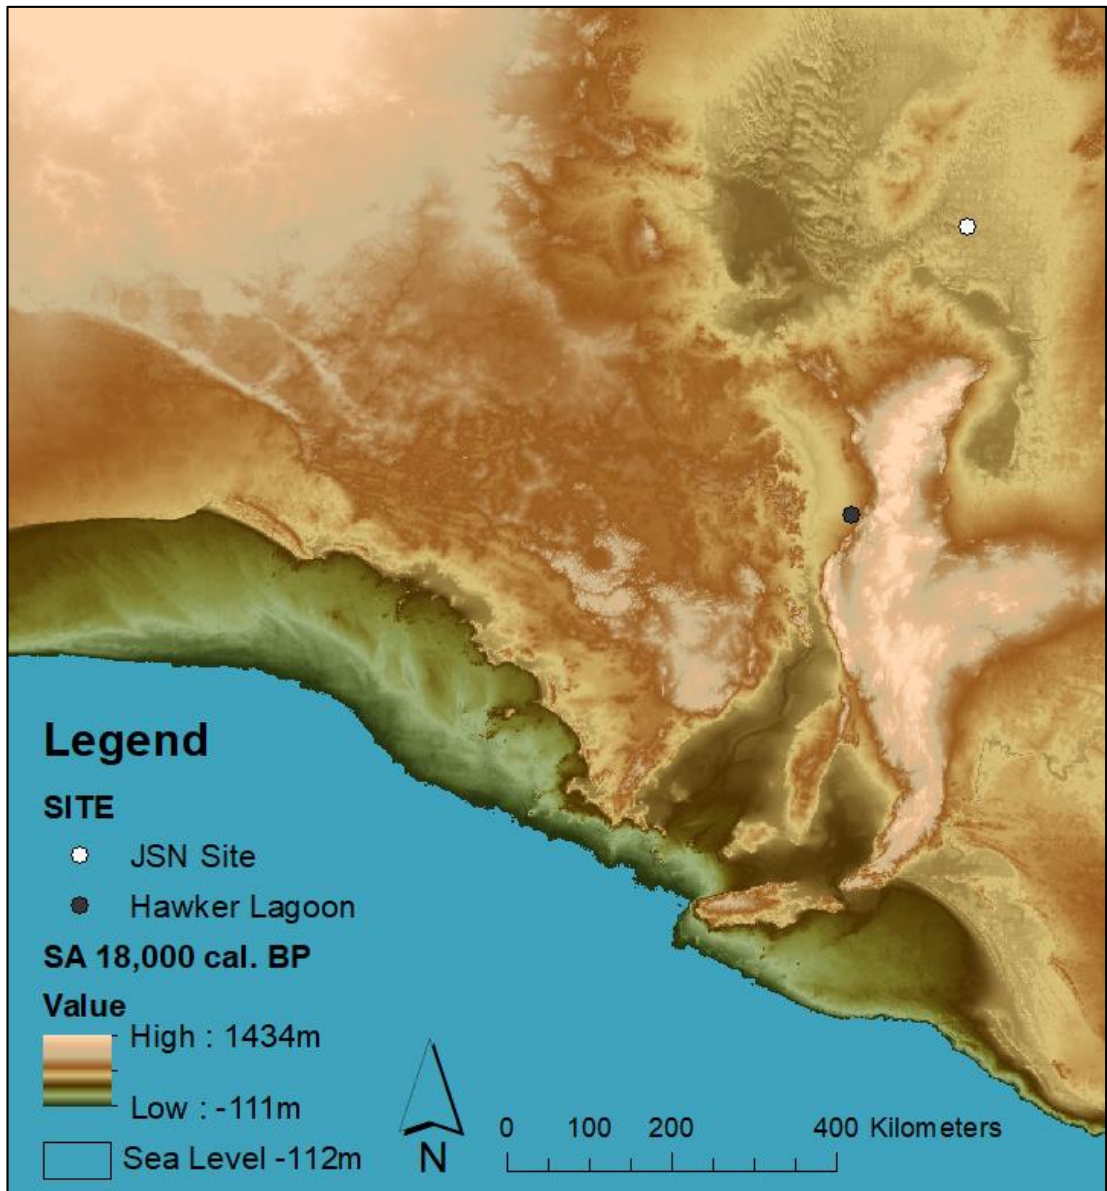 Legend
SITE
JSN Site
Hawker Lagoon
SA 18,000 cal. BP
Value
High : 1434m
Low : -111m
Sea Level -112m
N
0 100 200 400 Kilometers